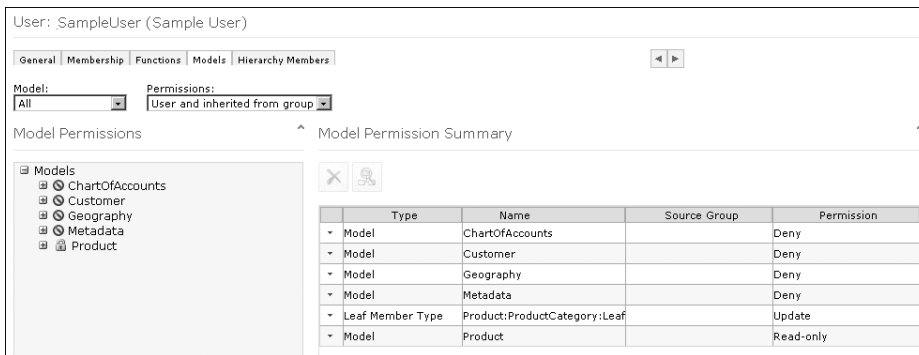 User: SampleUser (Sample User)
General Membership Functions Models Hierarchy Members
Model: Permissions:
All User and inherited from group
Model Permissions Model Permission Summary
Models
ChartOfAccounts
Customer
Geography
Metadata
Product
Type Name Source Group Permission
Model ChartOfAccounts Deny
Model Customer Deny
Model Geography Deny
Model Metadata Deny
Leaf Member Type Product:ProductCategory:Leaf Update
Model Product Read-only